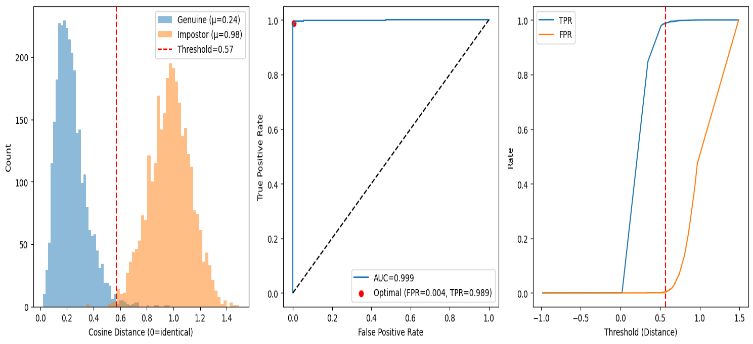 Genuine (μ=0.24)
Impostor (μ=0.98)
Threshold=0.57
200
150
100
50
0
Count
0.0 0.2 0.4 0.6 0.8 1.0 1.2 1.4
Cosine Distance (0=identical)
1.0
0.8
0.6
0.4
0.2
0.0
True Positive Rate
AUC=0.999
Optimal (FPR=0.004, TPR=0.989)
0.0 0.2 0.4 0.6 0.8 1.0
False Positive Rate
TPR
FPR
1.0
0.8
0.6
0.4
0.2
0.0
Rate
-1.0 -0.5 0.0 0.5 1.0 1.5
Threshold (Distance)